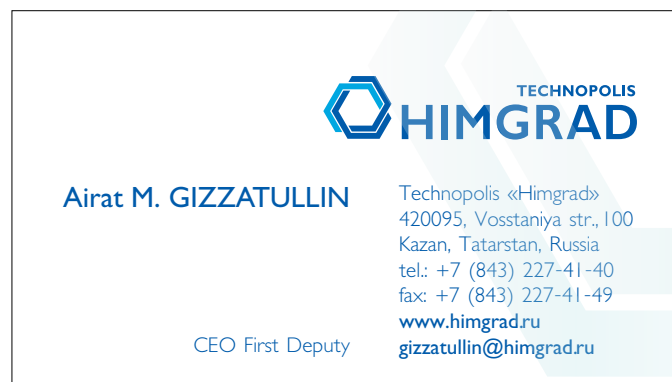 TECHNOPOLIS
HIMGRAD
Airat M. GIZZATULLIN
CEO First Deputy
Technopolis «Himgrad»
420095, Vosstaniya str., 100
Kazan, Tatarstan, Russia
tel.: +7 (843) 227-41-40
fax: +7 (843) 227-41-49
www.himgrad.ru
gizzatullin@himgrad.ru